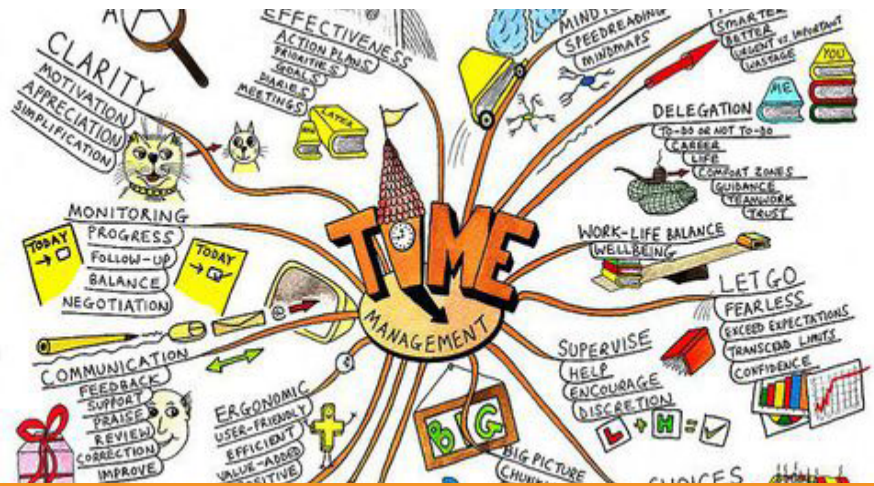 EFFECTIVENESS
ACTION PLANS
PRIORITIES
GOALS
DIARIES
MEETINGS
NOW
LATER
CLARITY
MOTIVATION
APPRECIATION
SIMPLIFICATION
MONITORING
PROGRESS
FOLLOW-UP
BALANCE
NEGOTIATION
TODAY
TODAY
@
COMMUNICATION
FEEDBACK
SUPPORT
PRAISE
REVIEW
CORRECTION
IMPROVE
ERGONOMIC
USER-FRIENDLY
EFFICIENT
VALUE-ADDED
TIME
MANAGEMENT
BIG
BIG PICTURE
SPEEDREADING
MINDMAPS
SMARTER
BETTER
URGENT VS. IMPORTANT
WASTAGE
ME
YOU
DELEGATION
TO-DO OR NOT TO-DO
CAREER
LIFE
COMFORT ZONES
GUIDANCE
TEAMWORK
TRUST
WORK-LIFE BALANCE
WELLBEING
LET GO
FEARLESS
EXCEED EXPECTATIONS
TRANSCEND LIMITS
CONFIDENCE
SUPERVISE
HELP
ENCOURAGE
DISCRETION
L + H = ✓
CHOICES